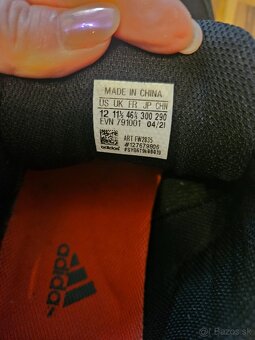 MADE IN CHINA
US UK FR JP CHN
12 11½ 46⅔ 300 290
EVN 791001 04/21
ART FW2825
adidas
adidas
Bazos.sk